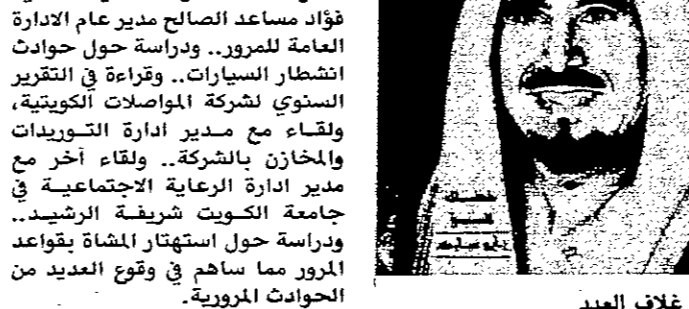 فؤاد مساعد الصالح مدير عام الادارة
العامة للمرور.. ودراسة حول حوادث
انشطار السيارات.. وقراءة في التقرير
السنوي لشركة المواصلات الكويتية،
ولقاء مع مدير ادارة التوريدات
والمخازن بالشركة.. ولقاء آخر مع
مدير ادارة الرعاية الاجتماعية في
جامعة الكويت شريفة الرشيد..
ودراسة حول استهتار المشاة بقواعد
المرور مما ساهم في وقوع العديد من
الحوادث المرورية.
غلاف العدد